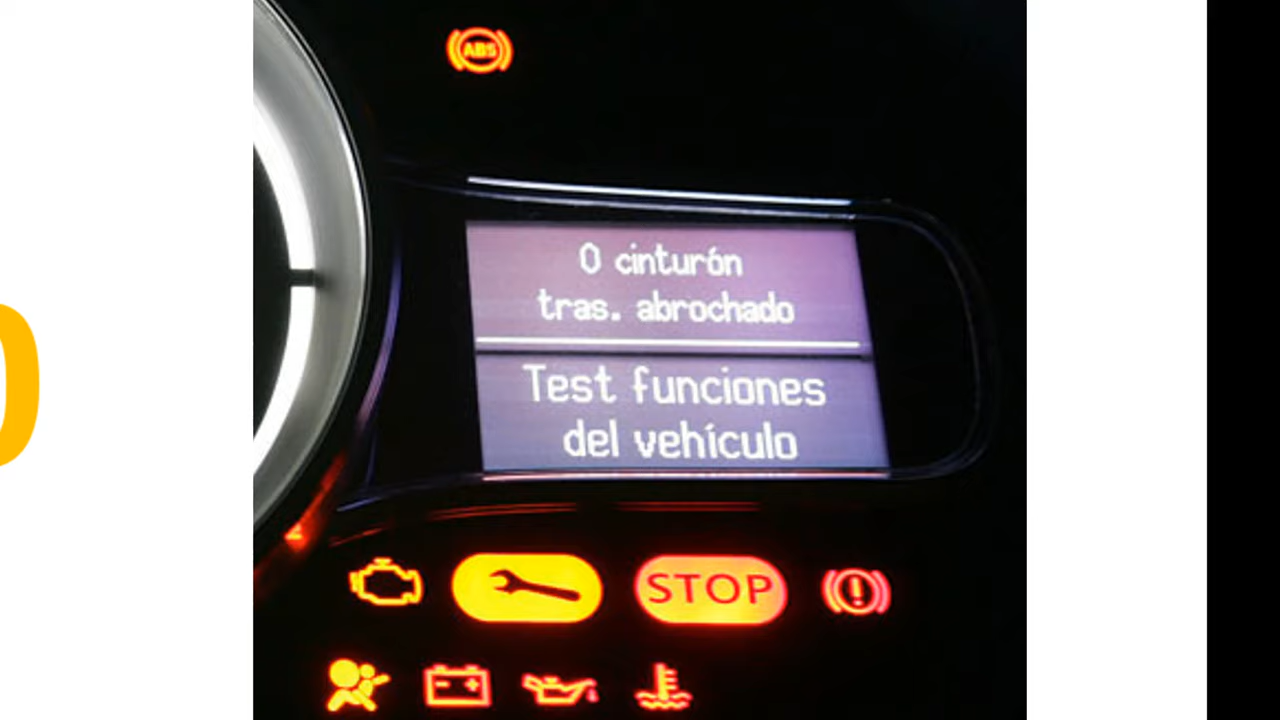 ABS
0 cinturón
tras. abrochado
Test funciones
del vehículo
STOP